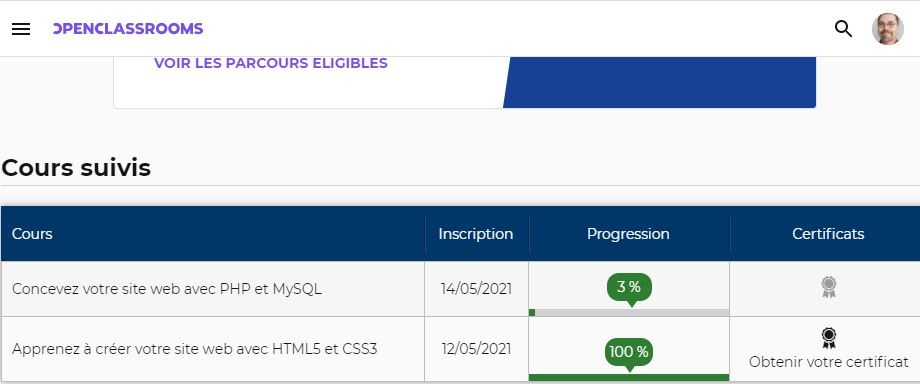 OPENCLASSROOMS
VOIR LES PARCOURS ELIGIBLES
Cours suivis
Cours Inscription Progression Certificats
Concevez votre site web avec PHP et MySQL 14/05/2021 3 %
Apprenez à créer votre site web avec HTML5 et CSS3 12/05/2021 100 % Obtenir votre certificat